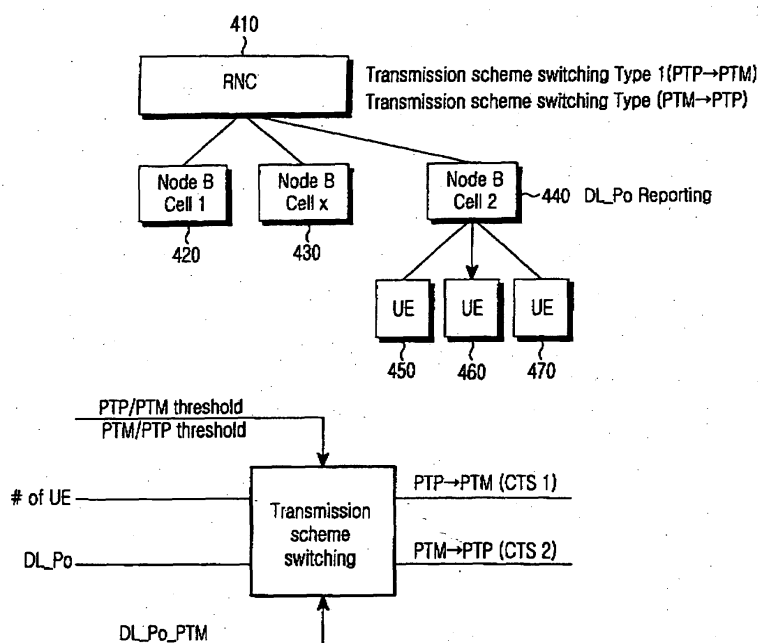 410
RNC
Transmission scheme switching Type 1(PTP→PTM)
Transmission scheme switching Type (PTM→PTP)
Node B
Cell 1
Node B
Cell x
Node B
Cell 2
440 DL_Po Reporting
420
430
UE
UE
UE
450
460
470
PTP/PTM threshold
PTM/PTP threshold
# of UE
Transmission
scheme
switching
PTP→PTM (CTS 1)
DL_Po
PTM→PTP (CTS 2)
DL_Po_PTM